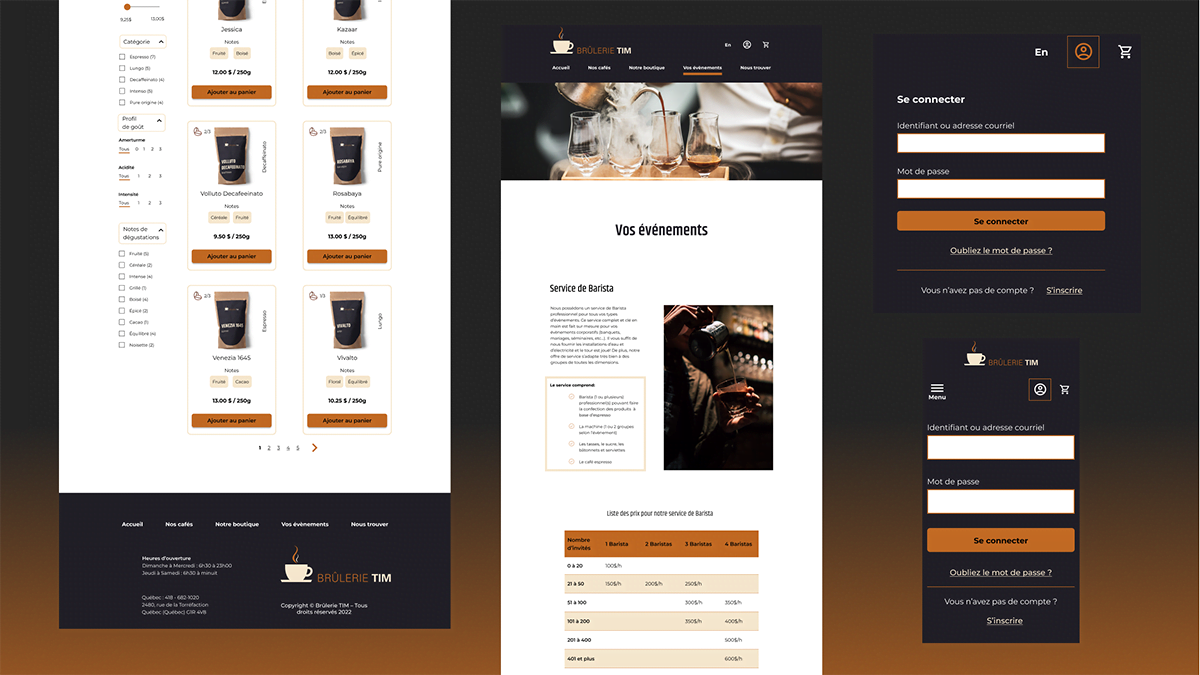 9,25$ 13,00$
Catégorie
Espresso (7)
Lungo (5)
Decaffeinato (4)
Intenso (5)
Pure origine (4)
Profil
de goût
Amertume
Tous 0 1 2 3
Acidité
Tous 1 2 3
Intensité
Tous 1 2 3
Notes de
dégustations
Fruité (5)
Céréale (2)
Intense (4)
Grillé (1)
Boisé (4)
Épicé (2)
Cacao (1)
Équilibré (4)
Noisette (2)
Jessica
Notes
Fruité Boisé
12.00 $ / 250g
Ajouter au panier
Kazaar
Notes
Boisé Épicé
12.00 $ / 250g
Ajouter au panier
2/3
VOLLUTO
DECAFFEINATO
Decaffeinato
Volluto Decafeeinato
Notes
Céréale Fruité
9.50 $ / 250g
Ajouter au panier
2/3
ROSABAYA
Pure origine
Rosabaya
Notes
Fruité Équilibré
13.00 $ / 250g
Ajouter au panier
2/3
VENEZIA 1645
Espresso
Venezia 1645
Notes
Fruité Cacao
13.00 $ / 250g
Ajouter au panier
1/3
VIVALTO
Lungo
Vivalto
Notes
Floral Équilibré
10.25 $ / 250g
Ajouter au panier
1 2 3 4 5
Accueil Nos cafés Notre boutique Vos évènements Nous trouver
Heures d'ouverture
Dimanche à Mercredi : 6h30 à 23h00
Jeudi à Samedi : 6h30 à minuit
Québec : 418 - 682-1020
2480, rue de la Torréfaction
Québec (Québec) G1R 4V8
BRÛLERIE TIM
Copyright © Brûlerie TIM – Tous
droits réservés 2022
BRÛLERIE TIM
En
Accueil Nos cafés Notre boutique Vos évènements Nous trouver
Vos événements
Service de Barista
Nous possédons un service de Barista
professionnel pour tous vos types
d'événements. Ce service complet et clé en
main est fait sur mesure pour vos
événements corporatifs (banquets,
mariages, séminaires, etc...). Il vous suffit de
nous fournir les installations d'eau et
d'électricité et le tour est joué! De plus, notre
offre de service s'adapte très bien à des
groupes de toutes les dimensions.
Le service comprend:
Barista (1 ou plusieurs)
professionnel(s) pouvant faire
la confection des produits à
base d'espresso
La machine (1 ou 2 groupes
selon l'événement)
Les tasses, le sucre, les
bâtonnets et serviettes
Le café espresso
Liste des prix pour notre service de Barista
Nombre
d'invités 1 Barista 2 Baristas 3 Baristas 4 Baristas
0 à 20 100$/h
21 à 50 150$/h 200$/h 250$/h
51 à 100 300$/h 350$/h
101 à 200 350$/h 400$/h
201 à 400 500$/h
401 et plus 600$/h
En
Se connecter
Identifiant ou adresse courriel
Mot de passe
Se connecter
Oubliez le mot de passe ?
Vous n'avez pas de compte ? S'inscrire
BRÛLERIE TIM
Menu
Identifiant ou adresse courriel
Mot de passe
Se connecter
Oubliez le mot de passe ?
Vous n'avez pas de compte ?
S'inscrire